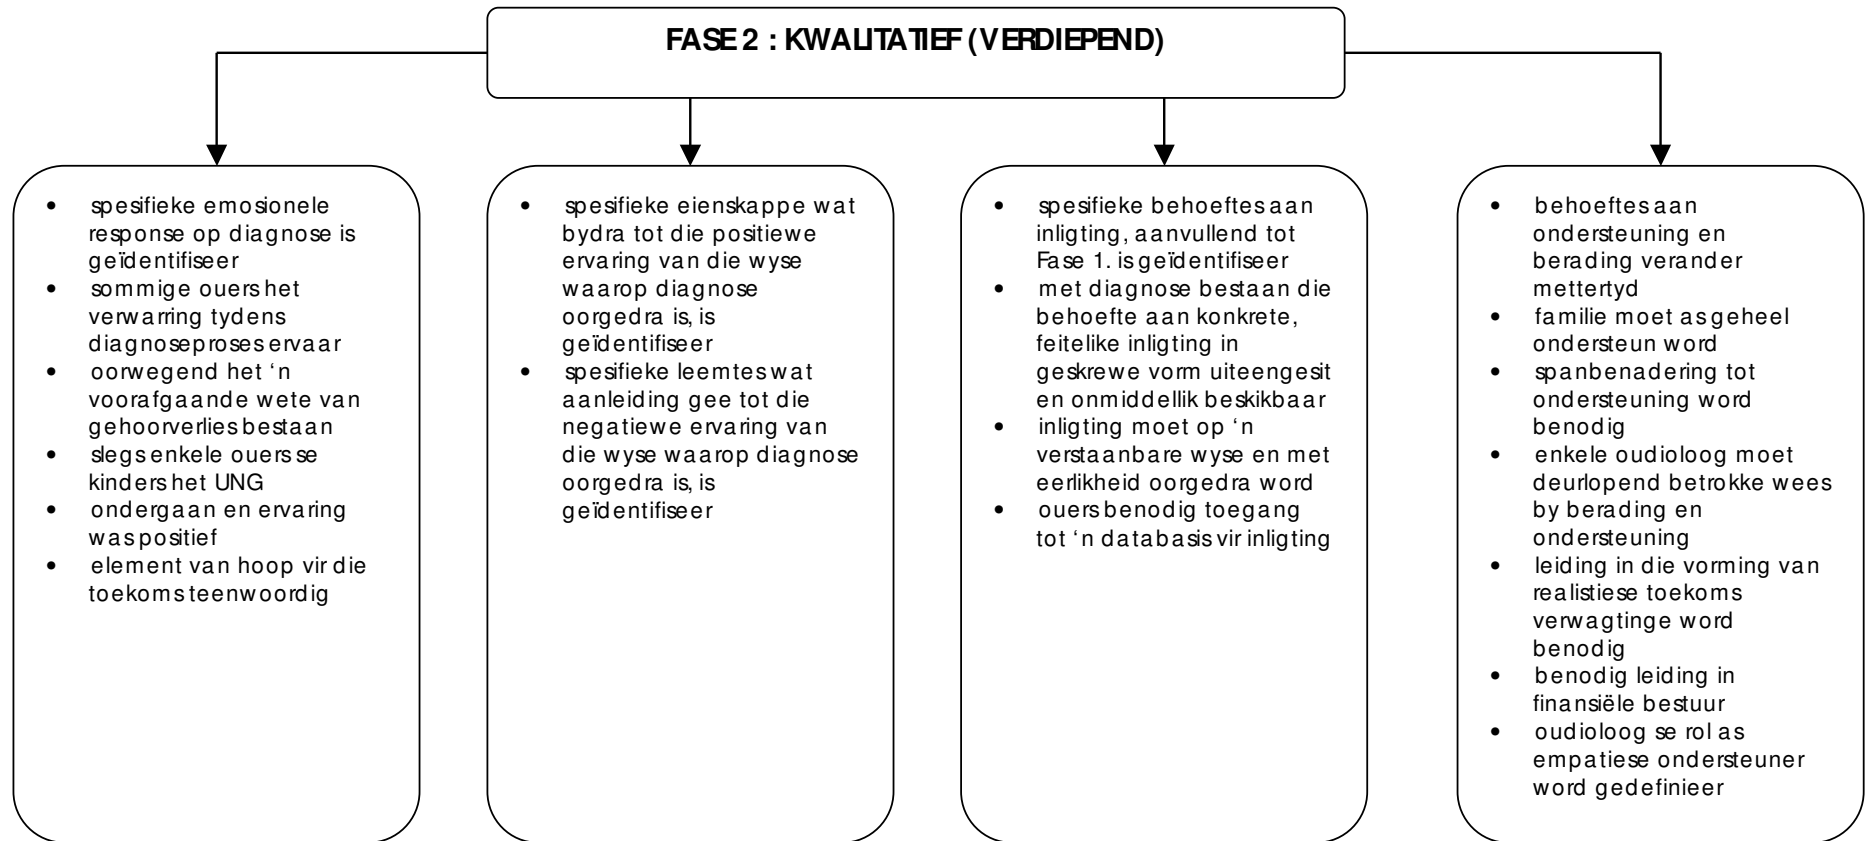 FASE 2 : KWALITATIEF (VERDIEPEND)
• spesifieke emosionele
response op diagnose is
geïdentifiseer
• sommige ouers het
verwarring tydens
diagnoseproses ervaar
• oorwegend het ‘n
voorafgaande wete van
gehoorverlies bestaan
• slegs enkele ouers se
kinders het UNG
• ondergaan en ervaring
was positief
• element van hoop vir die
toekoms teenwoordig
• spesifieke eienskappe wat
bydra tot die positiewe
ervaring van die wyse
waarop diagnose
oorgedra is, is
geïdentifiseer
• spesifieke leemtes wat
aanleiding gee tot die
negatiewe ervaring van
die wyse waarop diagnose
oorgedra is, is
geïdentifiseer
• spesifieke behoeftes aan
inligting, aanvullend tot
Fase 1. is geïdentifiseer
• met diagnose bestaan die
behoefte aan konkrete,
feitelike inligting in
geskrewe vorm uiteengesit
en onmiddellik beskikbaar
• inligting moet op ‘n
verstaanbare wyse en met
eerlikheid oorgedra word
• ouers benodig toegang
tot ‘n databasis vir inligting
• behoeftes aan
ondersteuning en
berading verander
mettertyd
• familie moet as geheel
ondersteun word
• spanbenadering tot
ondersteuning word
benodig
• enkele oudioloog moet
deurlopend betrokke wees
by berading en
ondersteuning
• leiding in die vorming van
realistiese toekoms
verwagtinge word
benodig
• benodig leiding in
finansiële bestuur
• oudioloog se rol as
empatiese ondersteuner
word gedefinieer